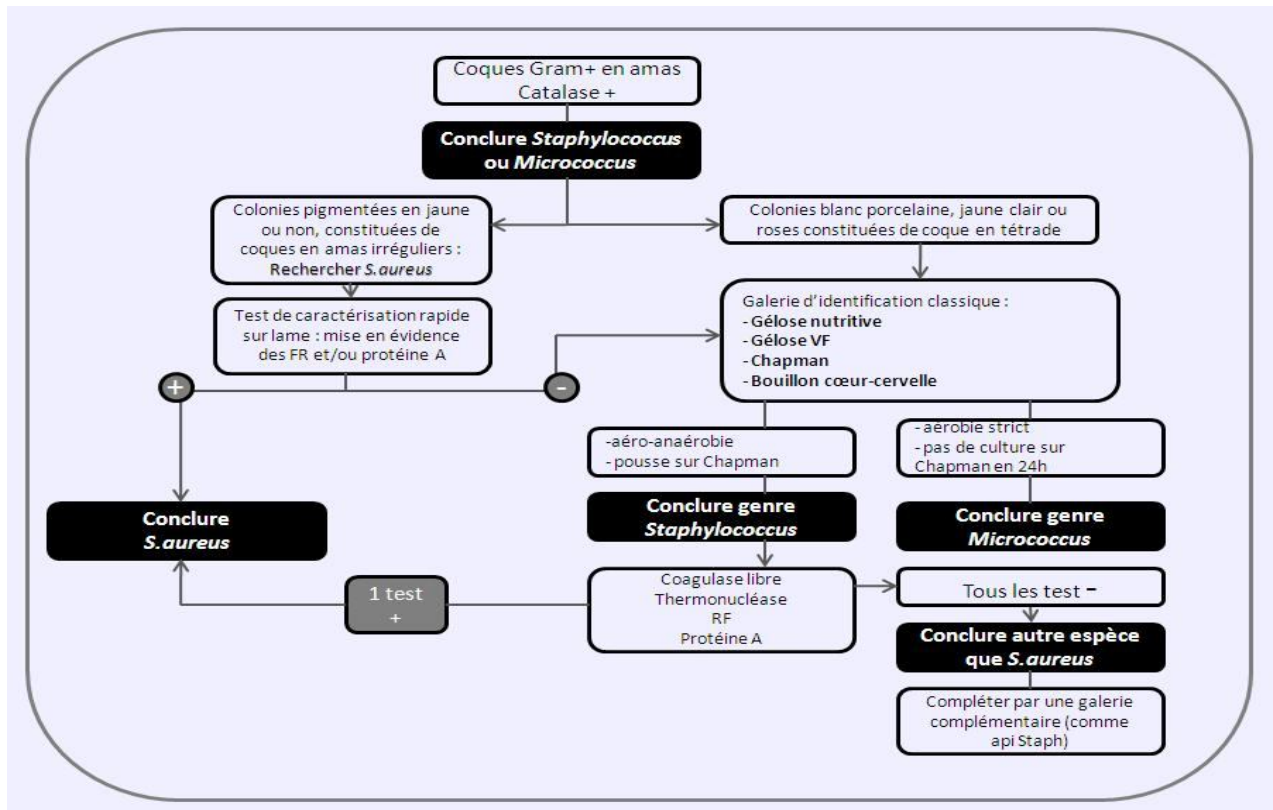 Coques Gram+ en amas
Catalase +
Conclure Staphylococcus
ou Micrococcus
Colonies pigmentées en jaune
ou non, constituées de
coques en amas irréguliers :
Rechercher S.aureus
Colonies blanc porcelaine, jaune clair ou
roses constituées de coque en tétrade
Test de caractérisation rapide
sur lame : mise en évidence
des FR et/ou protéine A
Galerie d'identification classique :
- Gélose nutritive
- Gélose VF
- Chapman
- Bouillon cœur-cervelle
+
-
-aéro-anaérobie
- pousse sur Chapman
- aérobie strict
- pas de culture sur
Chapman en 24h
Conclure
S.aureus
Conclure genre
Staphylococcus
Conclure genre
Micrococcus
1 test
+
Coagulase libre
Thermonucléase
RF
Protéine A
Tous les test -
Conclure autre espèce
que S.aureus
Compléter par une galerie
complémentaire (comme
api Staph)